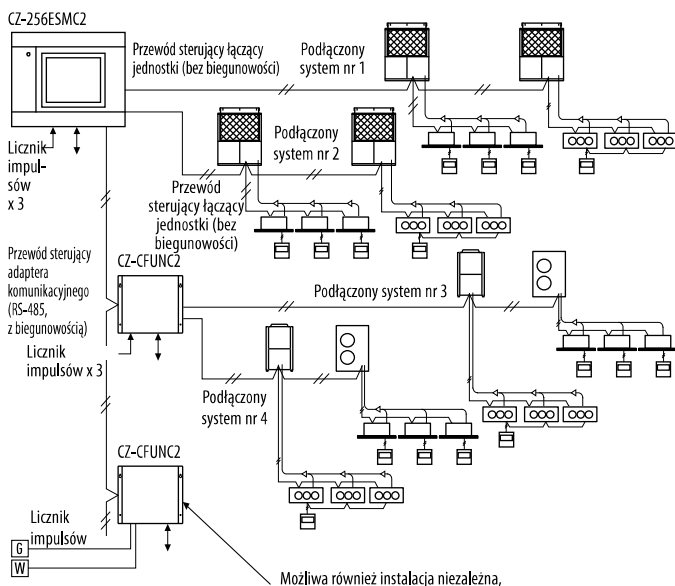 CZ-256ESMC2
Przewód sterujący łączący
jednostki (bez biegunowości)
Podłączony
system nr 1
Licznik
impul-
sów
x 3
Podłączony
system nr 2
Przewód
sterujący łączący
jednostki (bez
biegunowości)
Przewód sterujący
adaptera
komunikacyjnego
(RS-485,
z biegunowością)
CZ-CFUNC2
Podłączony system nr 3
Licznik
impulsów x 3
Podłączony
system nr 4
CZ-CFUNC2
Licznik
impulsów
G
W
Możliwa również instalacja niezależna,